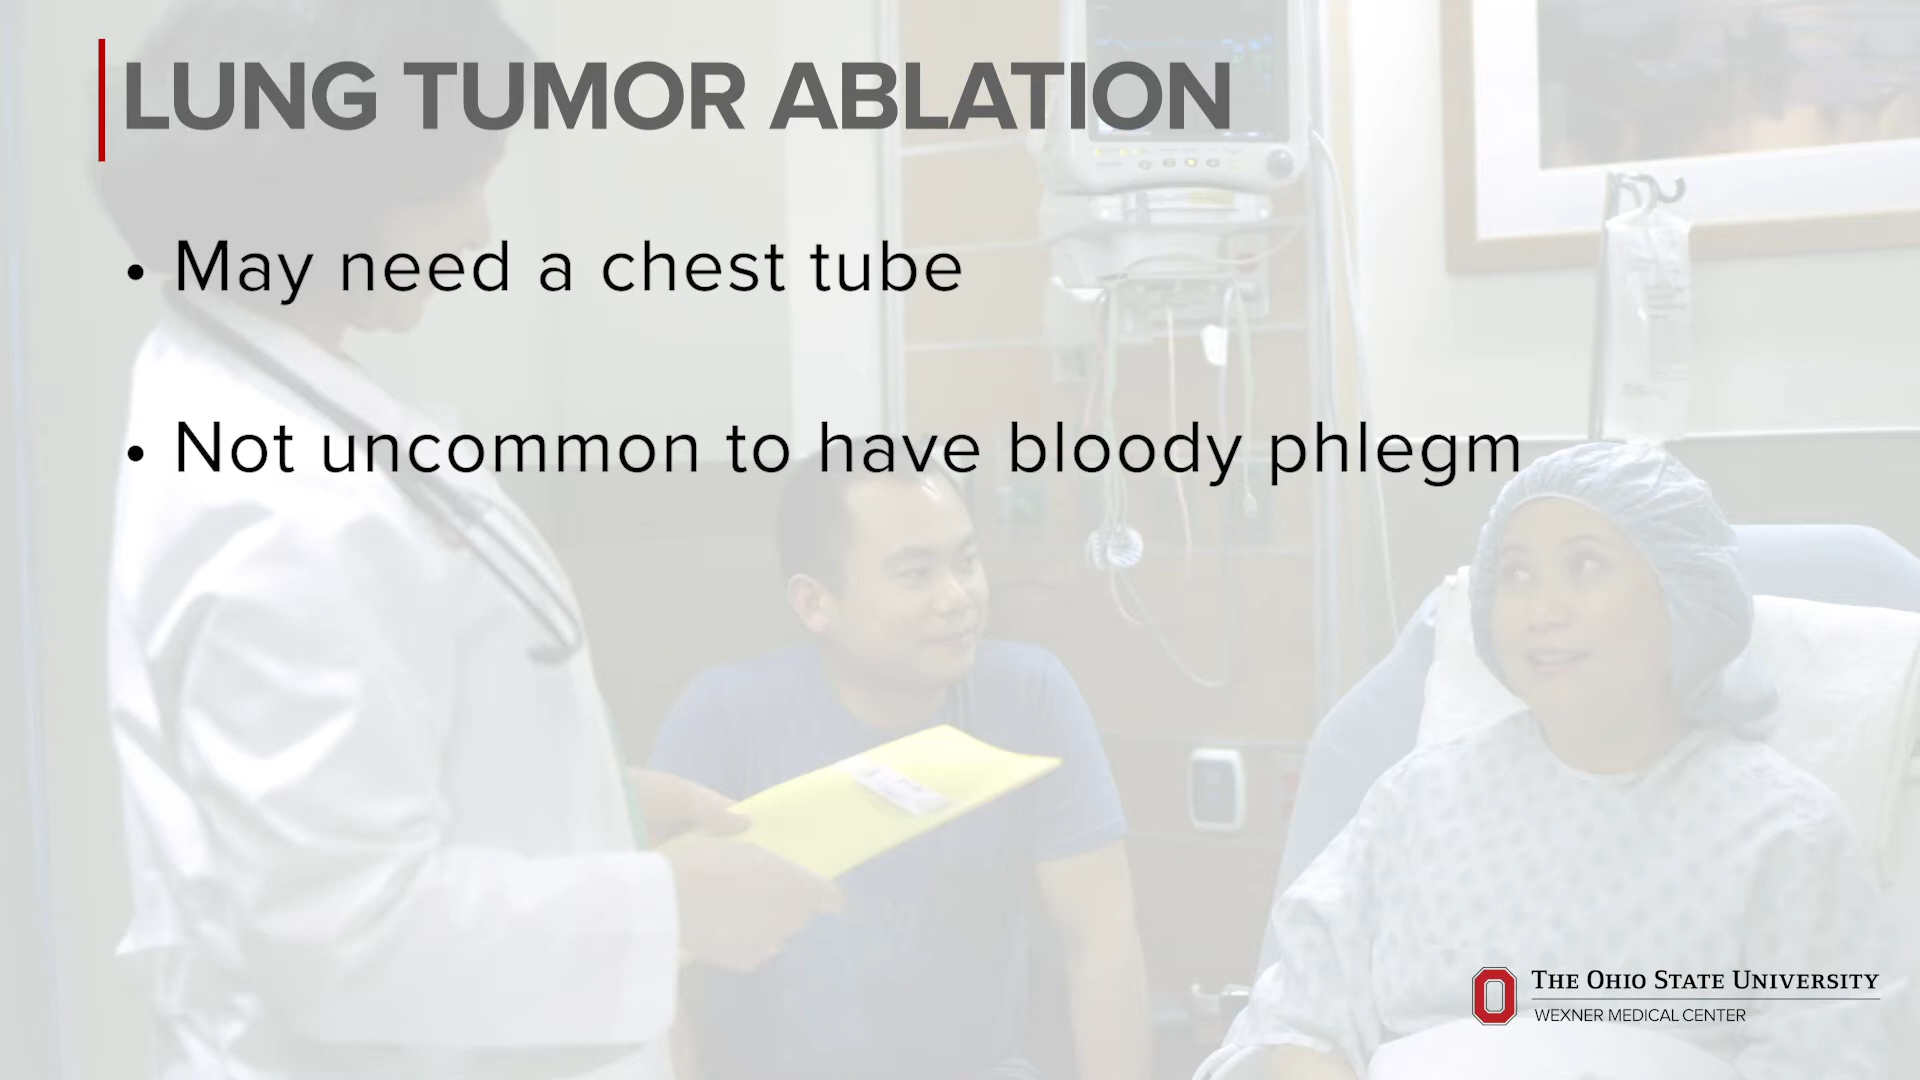 LUNG TUMOR ABLATION
• May need a chest tube
• Not uncommon to have bloody phlegm
THE OHIO STATE UNIVERSITY
WEXNER MEDICAL CENTER